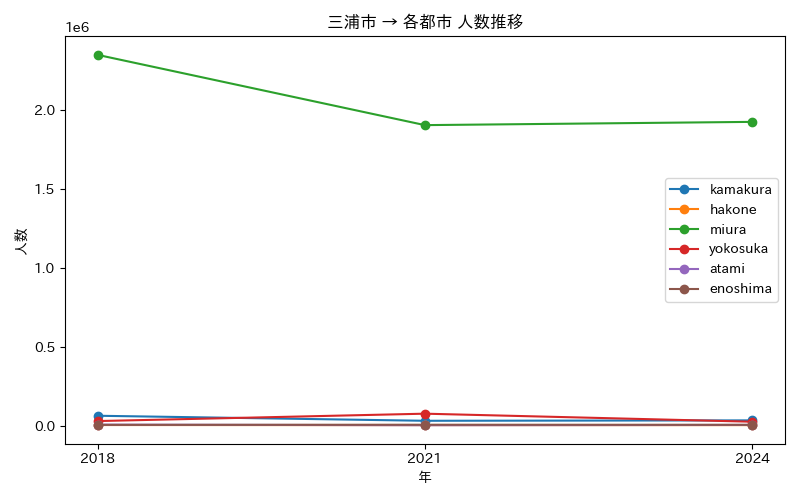 三浦市 → 各都市 人数推移
1e6
2.0
1.5
1.0
0.5
0.0
人数
2018
2021
2024
年
kamakura
hakone
miura
yokosuka
atami
enoshima